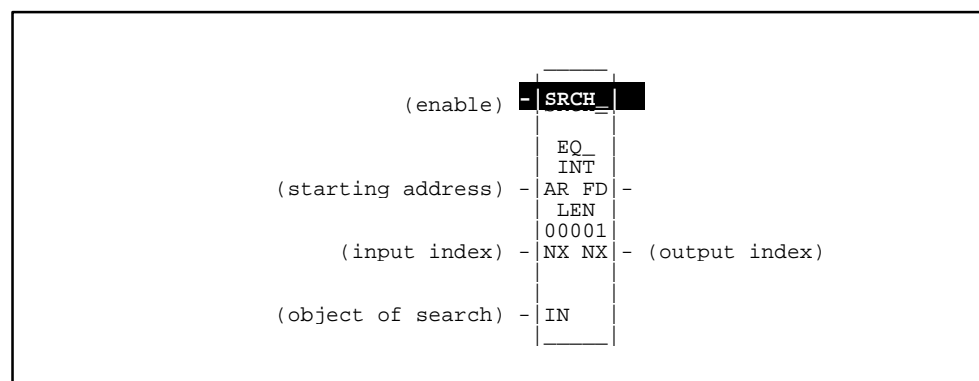 (enable) -|SRCH_|
EQ_
INT
(starting address) -|AR FD|-
LEN
|00001|
(input index) -|NX NX|- (output index)
(object of search) -|IN